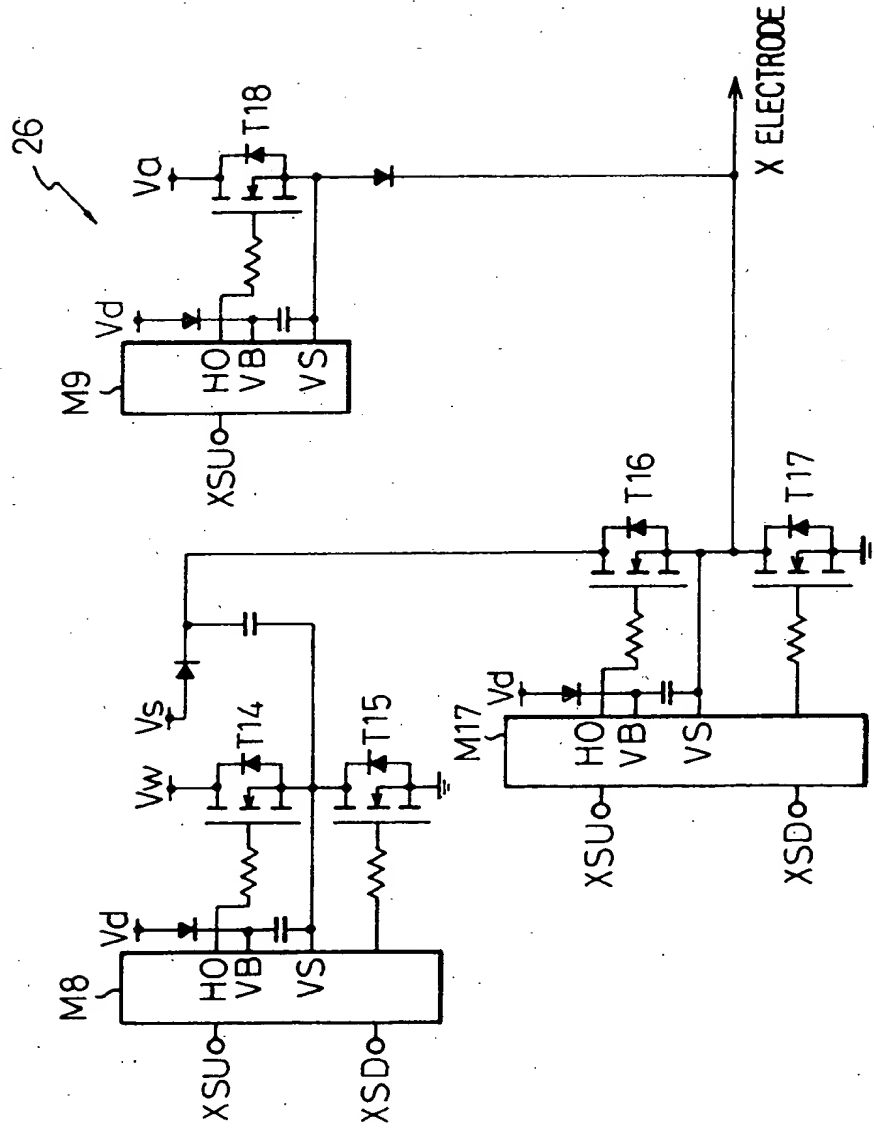 26
Va
T18
Vd
M9
HO
VB
VS
XSU
X ELECTRODE
Vs
Vw
T14
T15
Vd
M8
HO
VB
VS
XSU
XSD
T16
T17
Vd
M17
HO
VB
VS
XSU
XSD